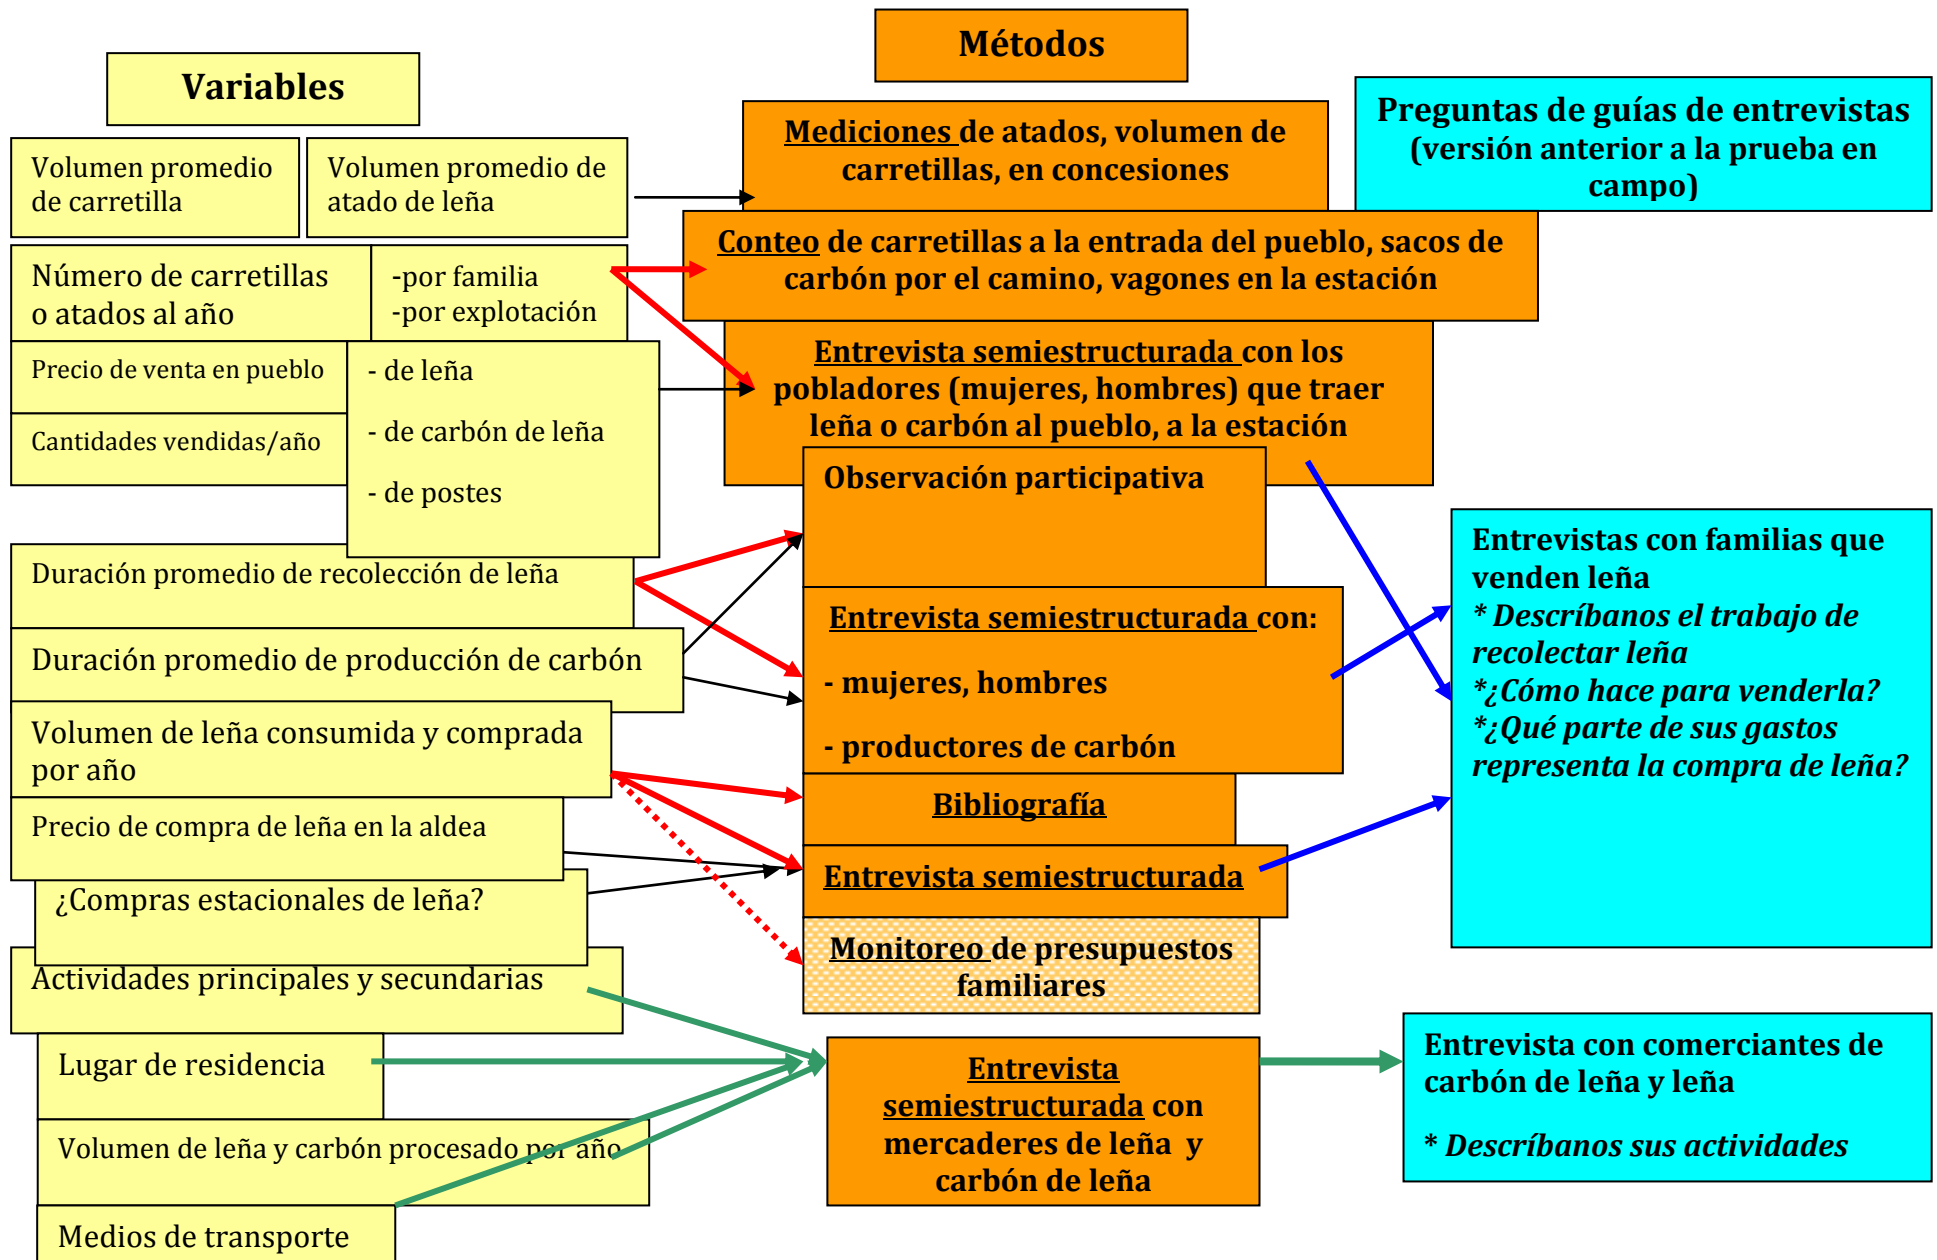 Métodos
Variables
Preguntas de guías de entrevistas
(versión anterior a la prueba en
campo)
Mediciones de atados, volumen de
carretillas, en concesiones
Volumen promedio
de carretilla
Volumen promedio de
atado de leña
Conteo de carretillas a la entrada del pueblo, sacos de
carbón por el camino, vagones en la estación
Número de carretillas
o atados al año
-por familia
-por explotación
Entrevista semiestructurada con los
pobladores (mujeres, hombres) que traer
leña o carbón al pueblo, a la estación
Precio de venta en pueblo
Cantidades vendidas/año
- de leña
- de carbón de leña
- de postes
Observación participativa
Duración promedio de recolección de leña
Duración promedio de producción de carbón
Entrevista semiestructurada con:
- mujeres, hombres
- productores de carbón
Entrevistas con familias que
venden leña
* Descríbanos el trabajo de
recolectar leña
*¿Cómo hace para venderla?
*¿Qué parte de sus gastos
representa la compra de leña?
Volumen de leña consumida y comprada
por año
Bibliografía
Precio de compra de leña en la aldea
Entrevista semiestructurada
¿Compras estacionales de leña?
Monitoreo de presupuestos
familiares
Actividades principales y secundarias
Lugar de residencia
Entrevista
semiestructurada con
mercaderes de leña y
carbón de leña
Entrevista con comerciantes de
carbón de leña y leña
* Descríbanos sus actividades
Volumen de leña y carbón procesado por año
Medios de transporte